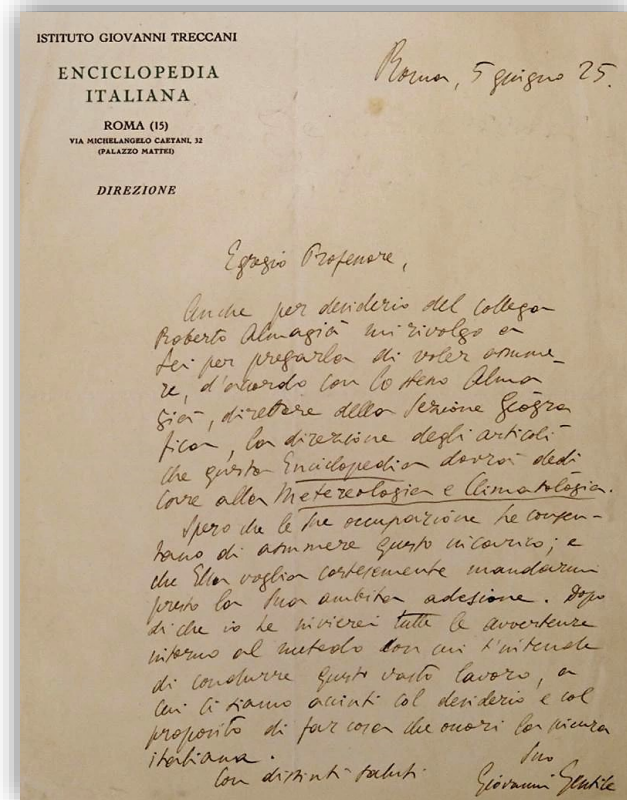 ISTITUTO GIOVANNI TRECCANI
ENCICLOPEDIA
ITALIANA
ROMA (15)
VIA MICHELANGELO CAETANI, 32
(PALAZZO MATTEI)
DIREZIONE
Roma, 5 giugno 25.
Egregio Professore,
Anche per desiderio del collega
Roberto Almagià mi rivolgo a
Lei per pregarla di voler assume-
re, d'accordo con lo stesso Alma
già, direttore della Sezione Geogra
fica, la direzione degli articoli
che questa Enciclopedia dovrà dedi
care alla Metereologia e Climatologia.
Spero che le Sue occupazione Le consen-
tano di assumere questo incarico; e
che Ella voglia cortesemente mandarmi
presto la Sua ambita adesione. Dopo
di che io Le invierei tutte le avvertenze
intorno al metodo con cui s'intende
di condurre questo vasto lavoro, a
cui ci siamo accinti col desiderio e col
proposito di far cosa che onori la scienza
italiana.
Con distinti saluti
Suo
Giovanni Gentile